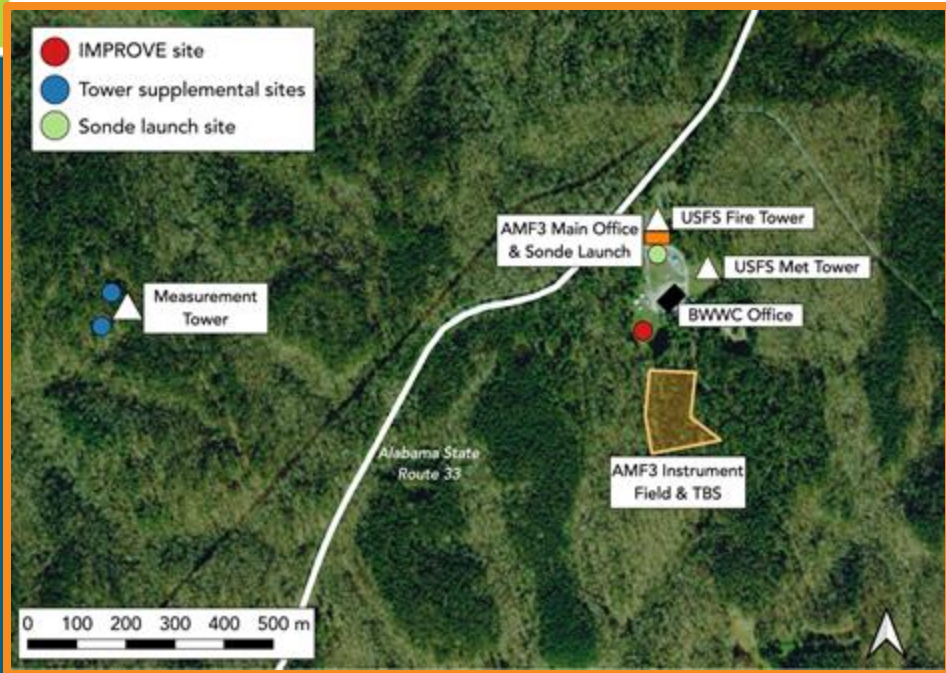 IMPROVE site
Tower supplemental sites
Sonde launch site
USFS Fire Tower
AMF3 Main Office
& Sonde Launch
USFS Met Tower
Measurement
Tower
BWWC Office
Alabama State
Route 33
AMF3 Instrument
Field & TBS
0 100 200 300 400 500 m